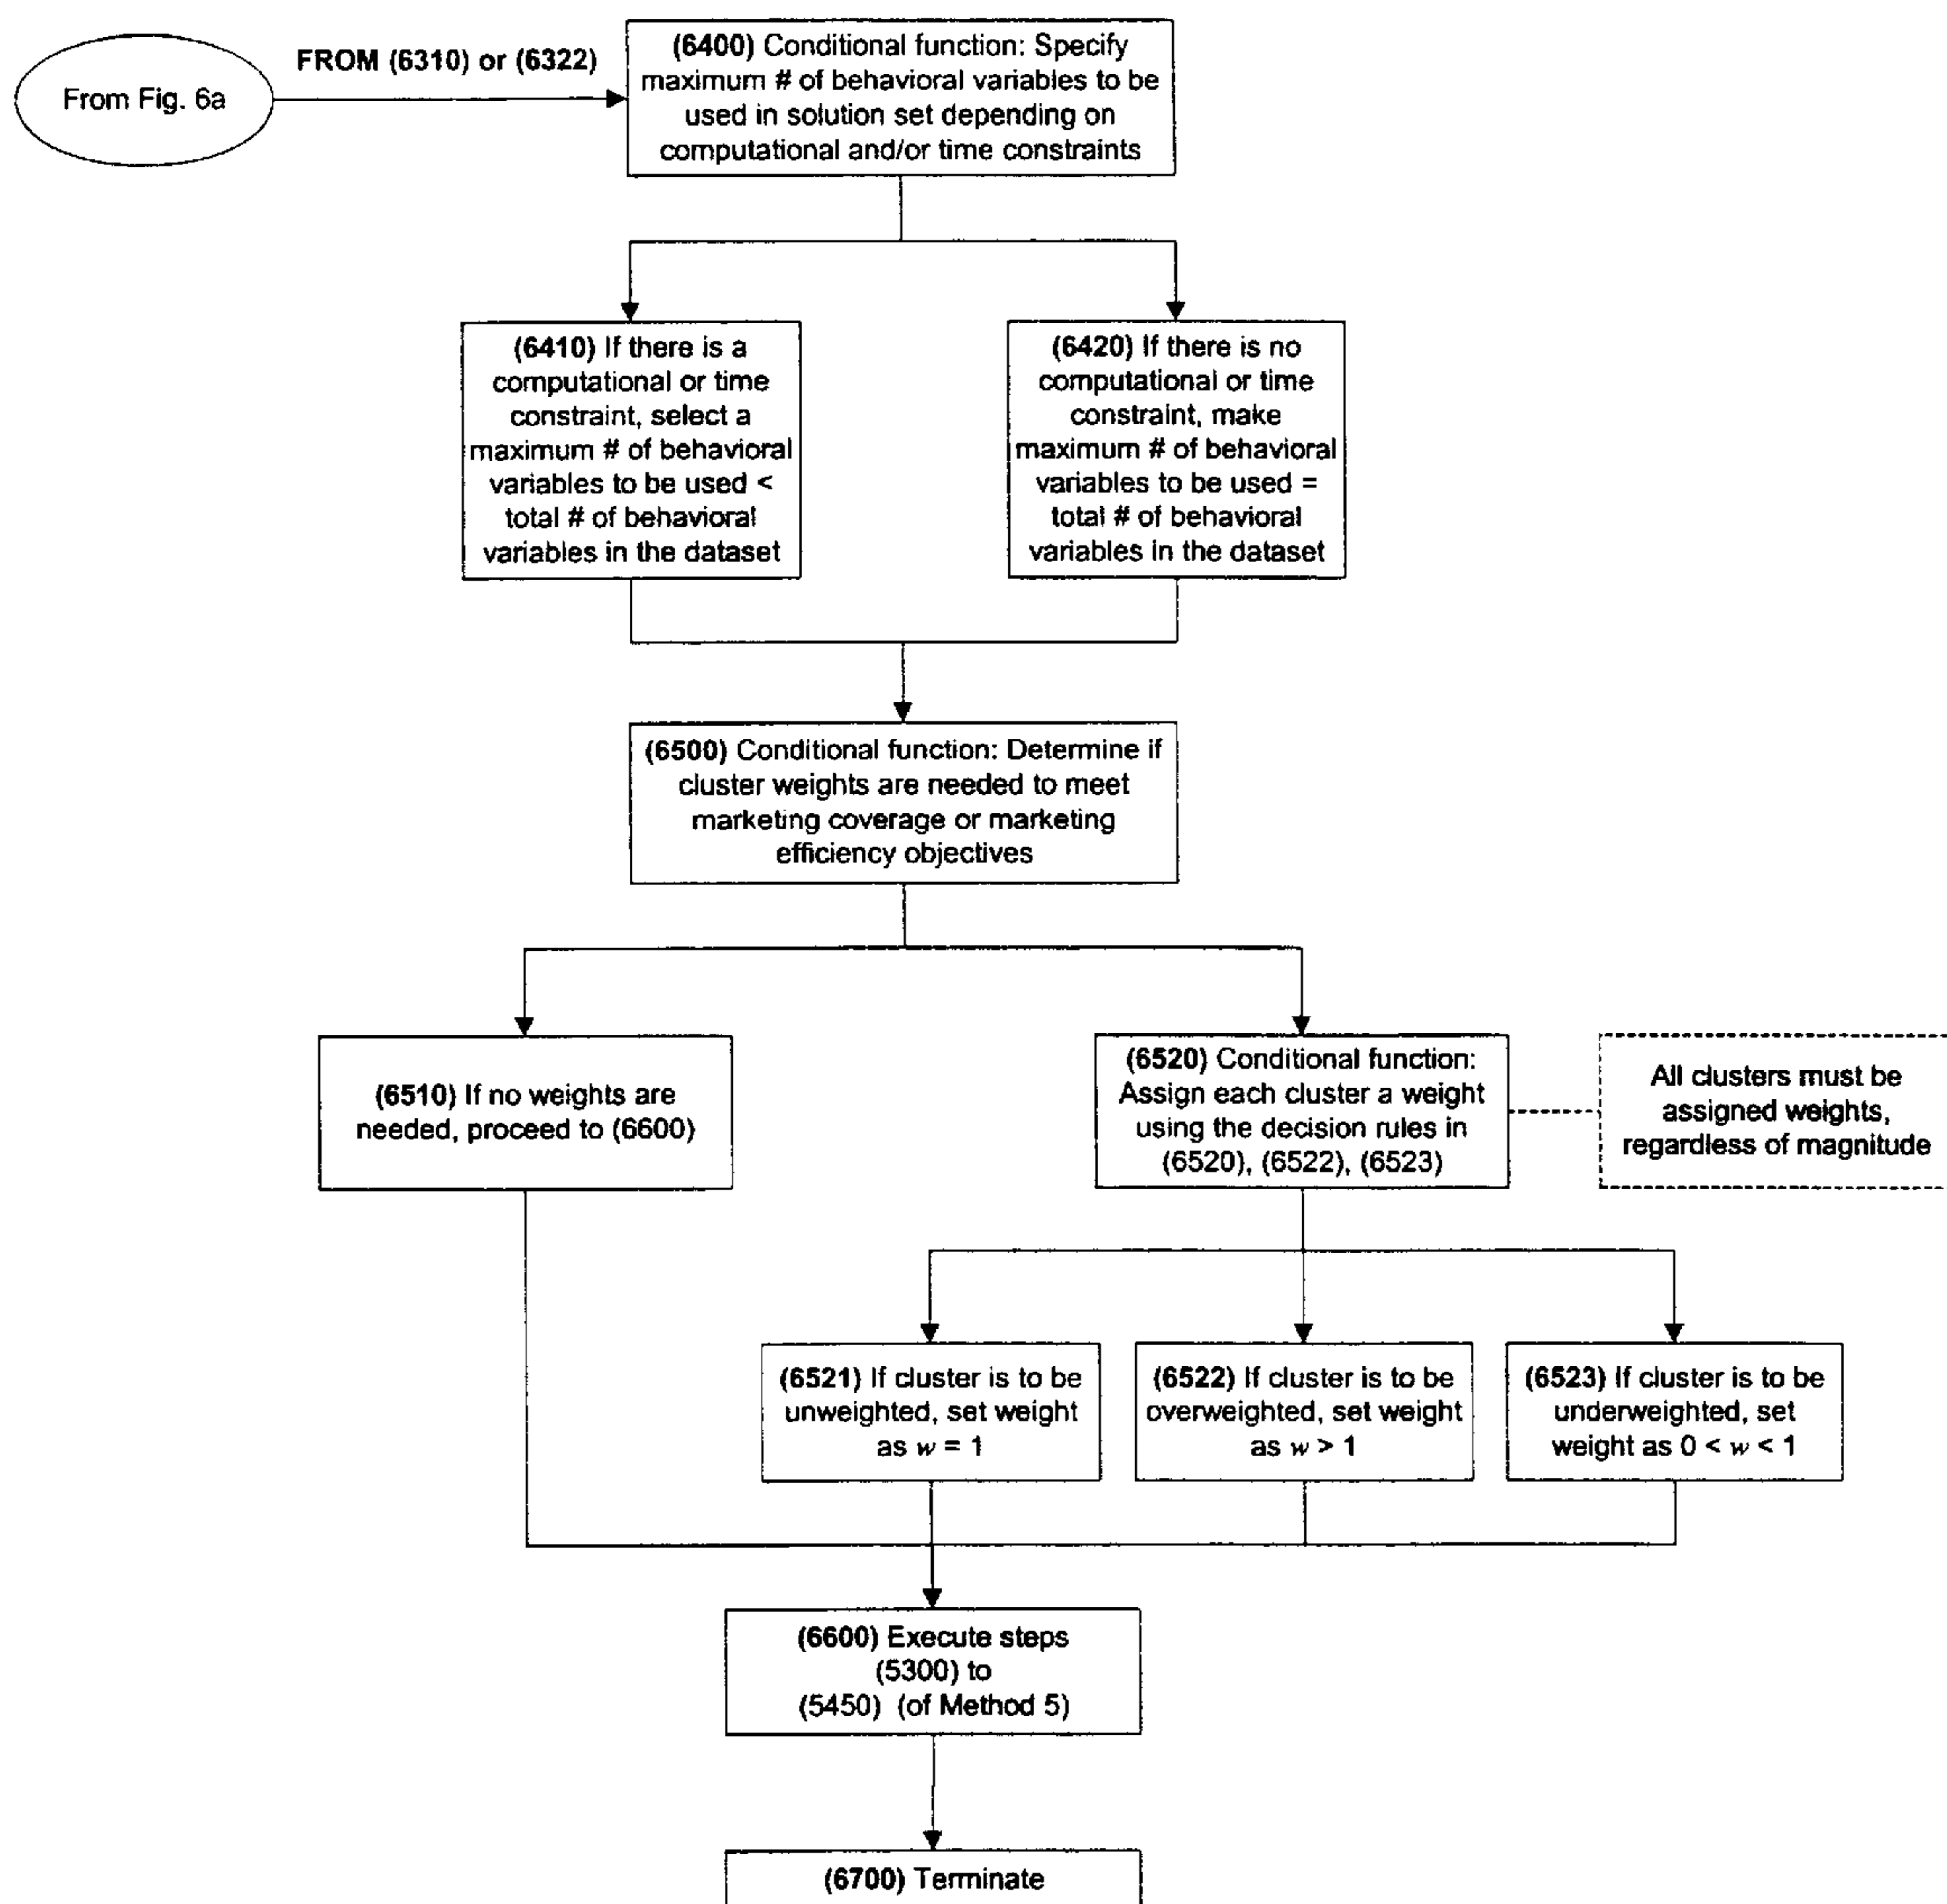 From Fig. 6a
FROM (6310) or (6322)
(6400) Conditional function: Specify
maximum # of behavioral variables to be
used in solution set depending on
computational and/or time constraints
(6410) If there is a
computational or time
constraint, select a
maximum # of behavioral
variables to be used <
total # of behavioral
variables in the dataset
(6420) If there is no
computational or time
constraint, make
maximum # of behavioral
variables to be used =
total # of behavioral
variables in the dataset
(6500) Conditional function: Determine if
cluster weights are needed to meet
marketing coverage or marketing
efficiency objectives
(6510) If no weights are
needed, proceed to (6600)
(6520) Conditional function:
Assign each cluster a weight
using the decision rules in
(6520), (6522), (6523)
All clusters must be
assigned weights,
regardless of magnitude
(6521) If cluster is to be
unweighted, set weight
as w = 1
(6522) If cluster is to be
overweighted, set weight
as w > 1
(6523) If cluster is to be
underweighted, set
weight as 0 < w < 1
(6600) Execute steps
(5300) to
(5450) (of Method 5)
(6700) Terminate